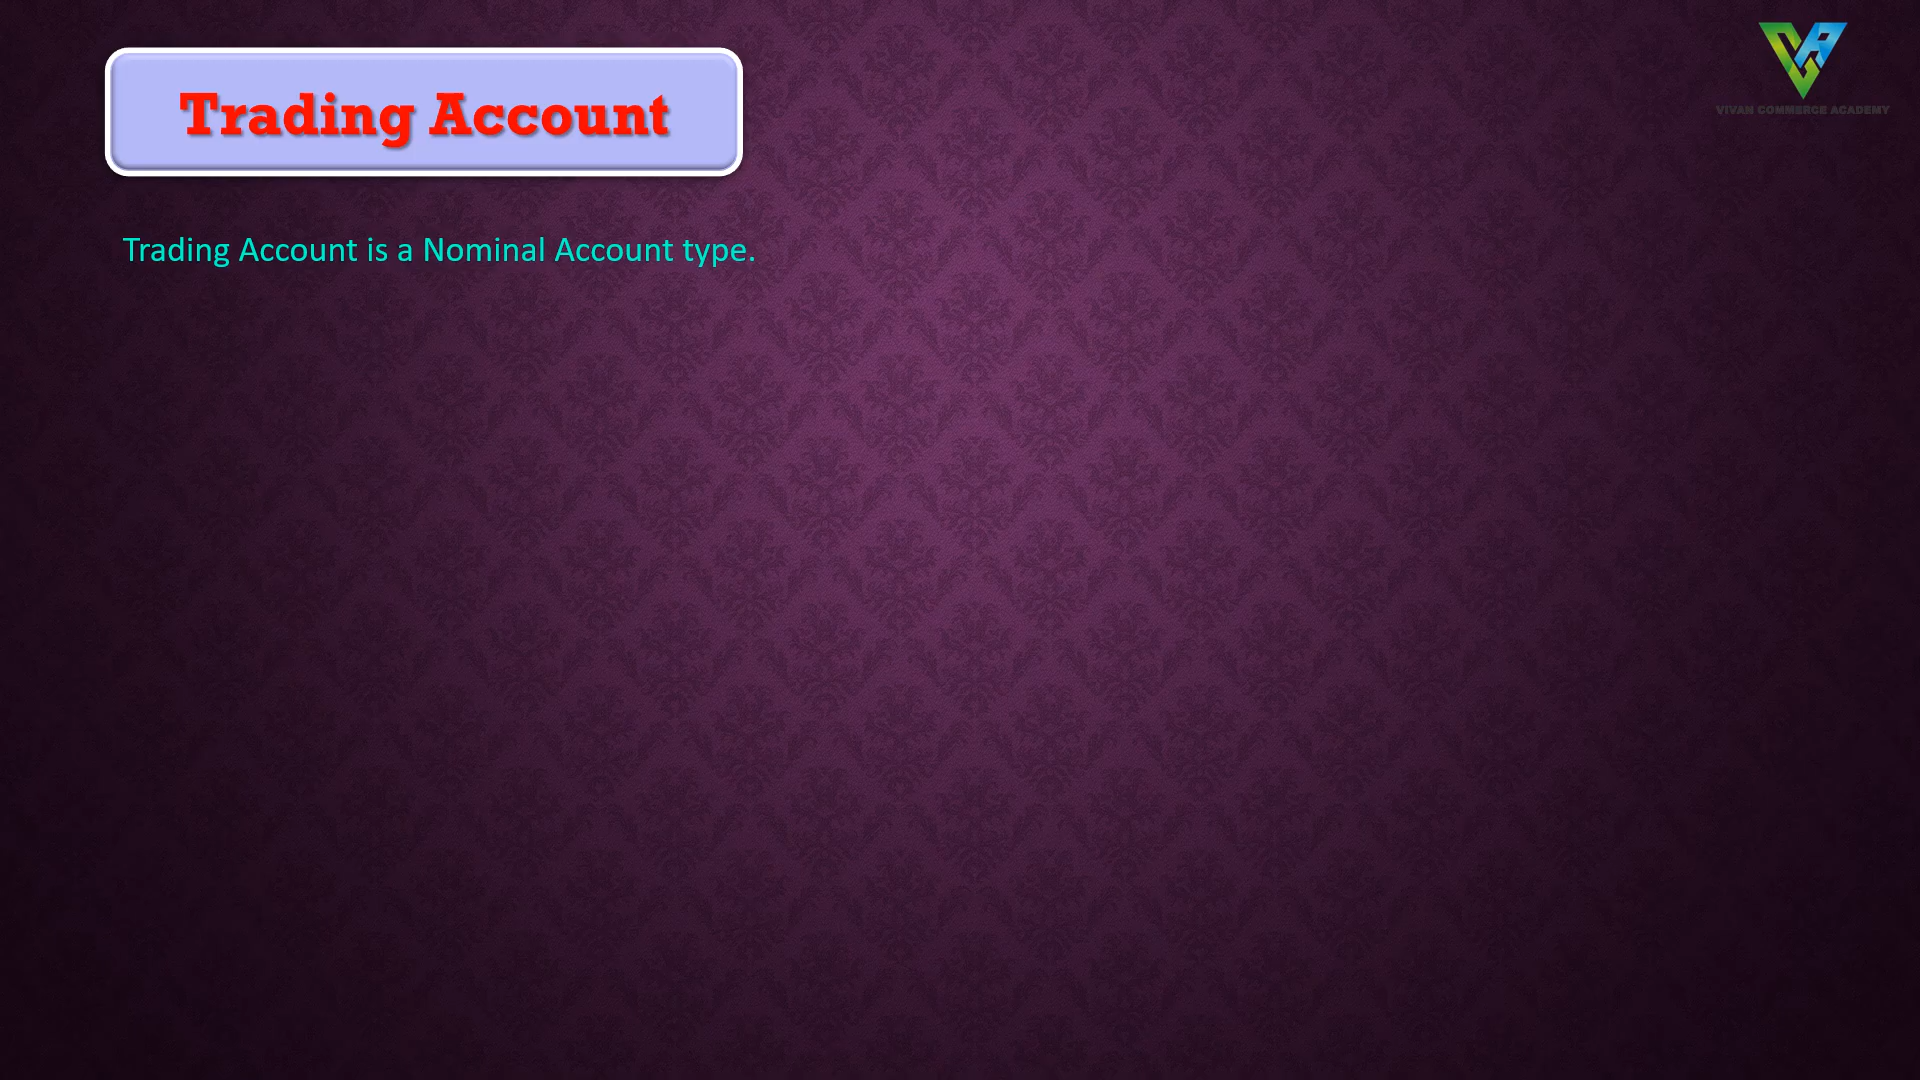 Trading Account
VIVAN COMMERCE ACADEMY
Trading Account is a Nominal Account type.